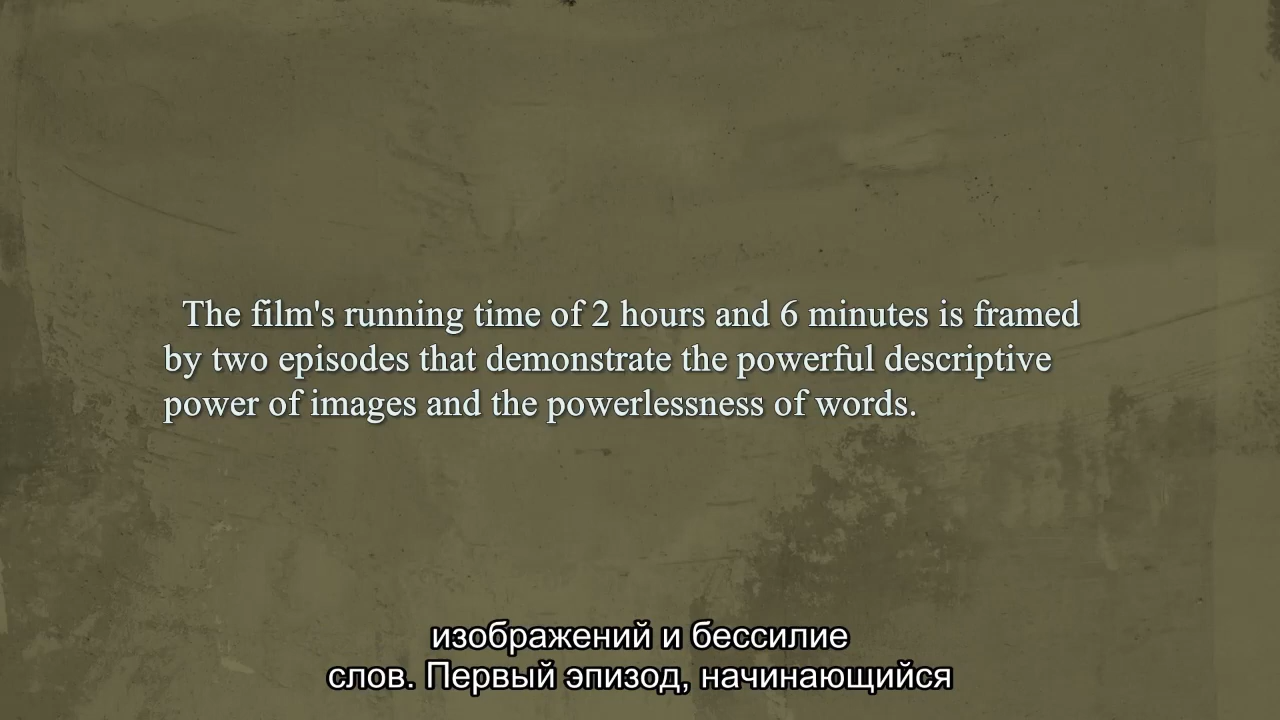 The film's running time of 2 hours and 6 minutes is framed
by two episodes that demonstrate the powerful descriptive
power of images and the powerlessness of words.
изображений и бессилие
слов. Первый эпизод, начинающийся